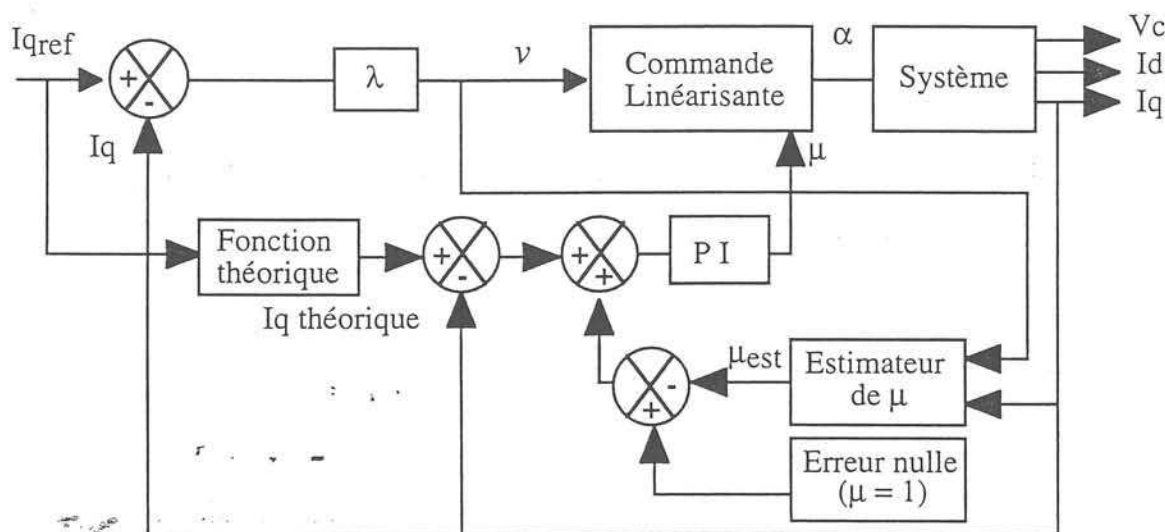 Iqref
+
-
Iq
λ
ν
Commande
Linéarisante
α
Système
Vc
Id
Iq
μ
Fonction
théorique
+
-
Iq théorique
+
+
P I
μest
-
+
Estimateur
de μ
Erreur nulle
(μ = 1)